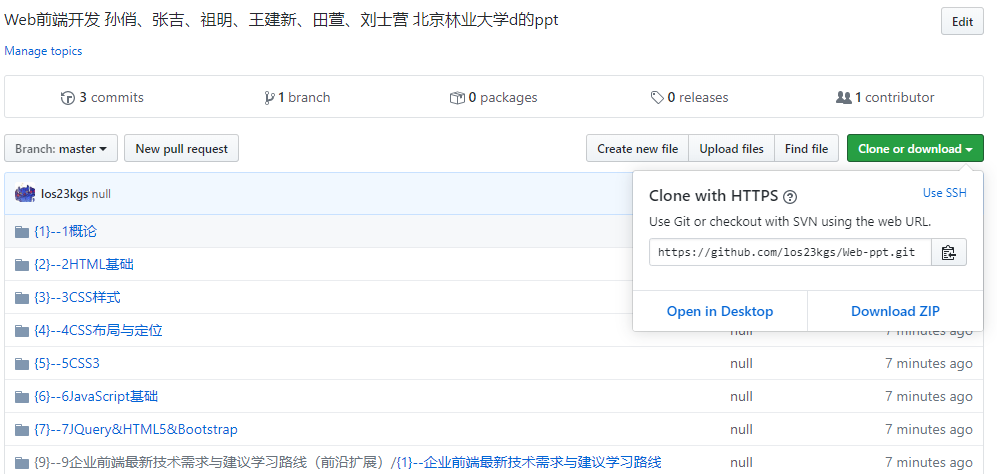 Web前端开发 孙俏、张吉、祖明、王建新、田萱、刘士营 北京林业大学d的ppt
Edit
Manage topics
3 commits 1 branch 0 packages 0 releases 1 contributor
Branch: master New pull request Create new file Upload files Find file Clone or download
los23kgs null
Clone with HTTPS Use SSH
Use Git or checkout with SVN using the web URL.
https://github.com/los23kgs/Web-ppt.git
Open in Desktop Download ZIP
{1}--1概论
{2}--2HTML基础
{3}--3CSS样式
{4}--4CSS布局与定位 null 7 minutes ago
{5}--5CSS3 null 7 minutes ago
{6}--6JavaScript基础 null 7 minutes ago
{7}--7JQuery&HTML5&Bootstrap null 7 minutes ago
{9}--9企业前端最新技术需求与建议学习路线（前沿扩展）/{1}--企业前端最新技术需求与建议学习路线 null 7 minutes ago